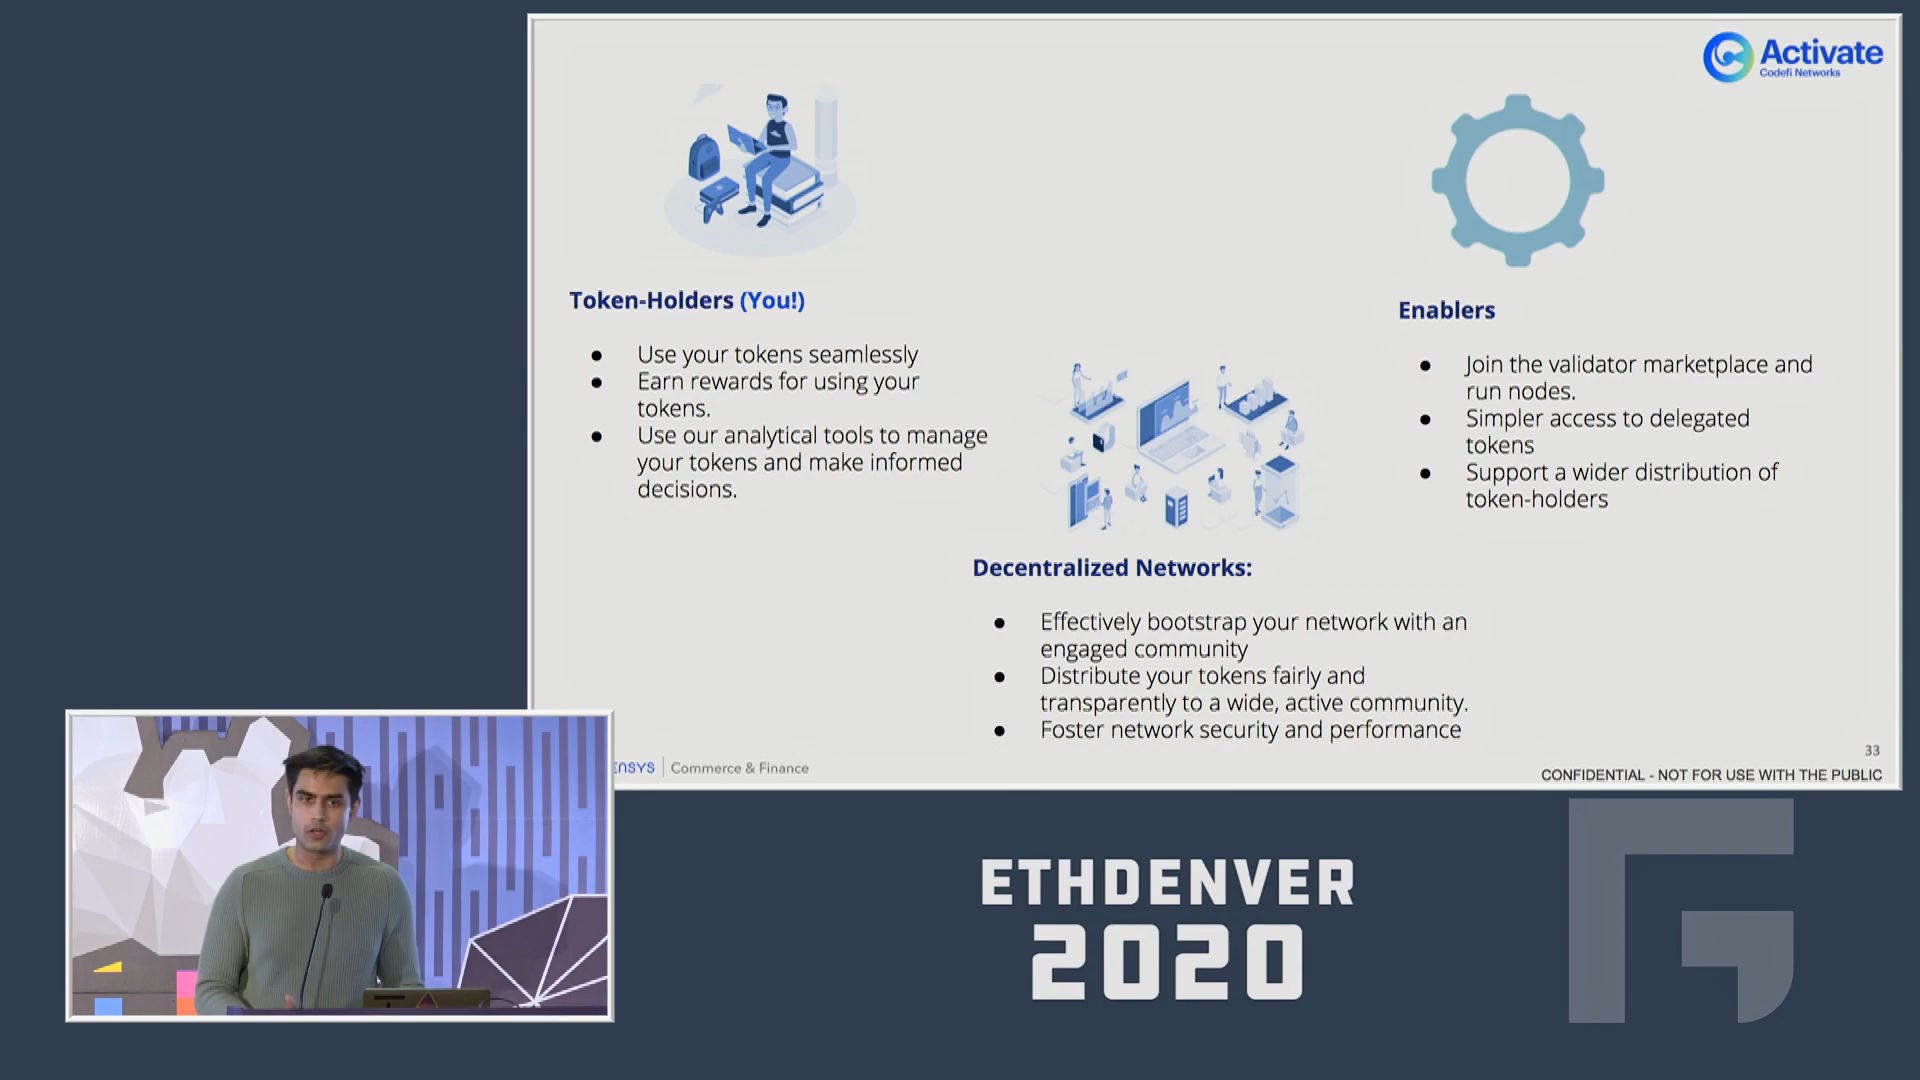 Activate
Codefi Networks
Token-Holders (You!)
● Use your tokens seamlessly
● Earn rewards for using your
tokens.
● Use our analytical tools to manage
your tokens and make informed
decisions.
Enablers
● Join the validator marketplace and
run nodes.
● Simpler access to delegated
tokens
● Support a wider distribution of
token-holders
Decentralized Networks:
● Effectively bootstrap your network with an
engaged community
● Distribute your tokens fairly and
transparently to a wide, active community.
● Foster network security and performance
Commerce & Finance
33
CONFIDENTIAL - NOT FOR USE WITH THE PUBLIC
ETHDENVER
2020